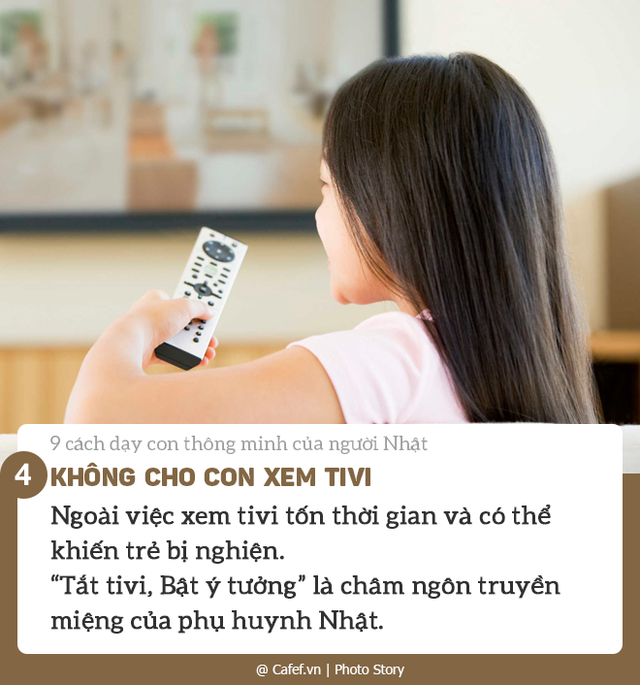 9 cách dạy con thông minh của người Nhật
4 KHÔNG CHO CON XEM TIVI
Ngoài việc xem tivi tốn thời gian và có thể
khiến trẻ bị nghiện.
“Tắt tivi, Bật ý tưởng” là châm ngôn truyền
miệng của phụ huynh Nhật.
@ Cafef.vn | Photo Story